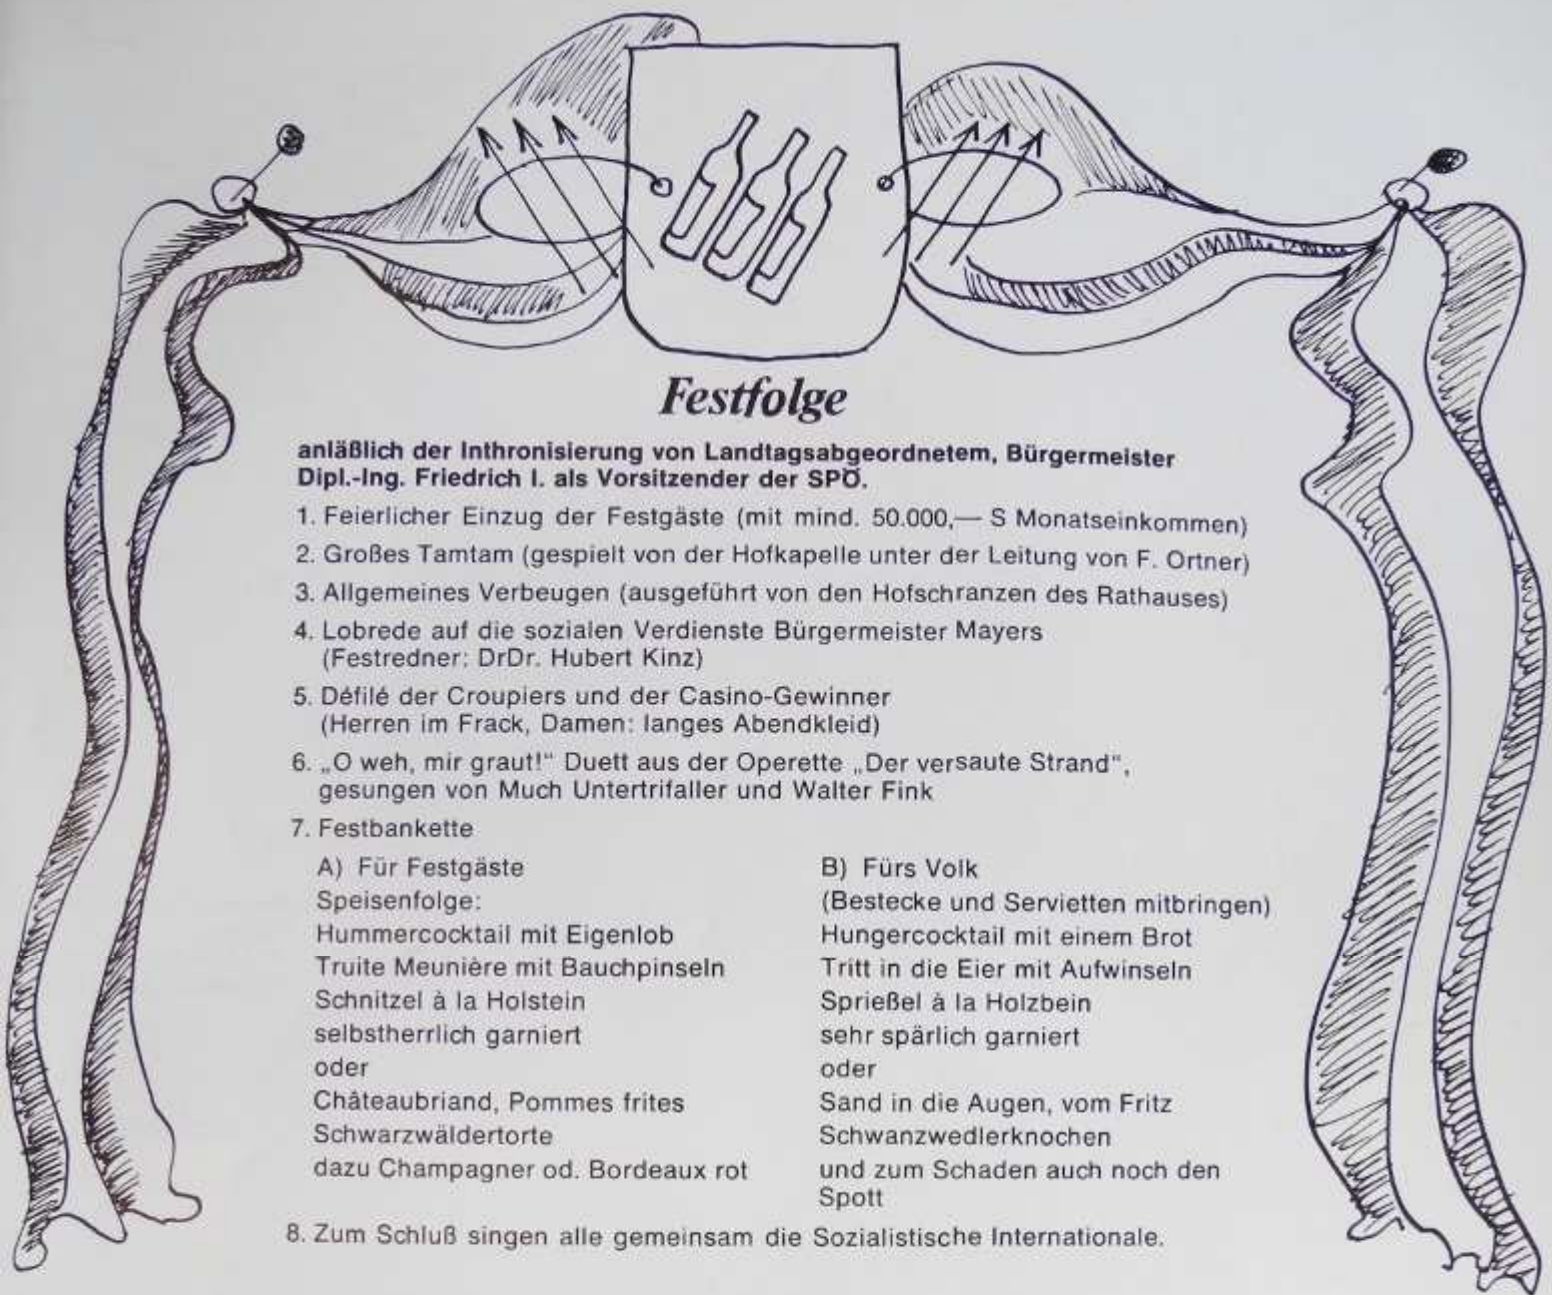 Festfolge
anläßlich der Inthronisierung von Landtagsabgeordnetem, Bürgermeister
Dipl.-Ing. Friedrich I. als Vorsitzender der SPÖ.
1. Feierlicher Einzug der Festgäste (mit mind. 50.000,— S Monatseinkommen)
2. Großes Tamtam (gespielt von der Hofkapelle unter der Leitung von F. Ortner)
3. Allgemeines Verbeugen (ausgeführt von den Hofschranzen des Rathauses)
4. Lobrede auf die sozialen Verdienste Bürgermeister Mayers
(Festredner: DrDr. Hubert Kinz)
5. Défilé der Croupiers und der Casino-Gewinner
(Herren im Frack, Damen: langes Abendkleid)
6. „O weh, mir graut!“ Duett aus der Operette „Der versaute Strand“,
gesungen von Much Untertrifaller und Walter Fink
7. Festbankette
A) Für Festgäste
Speisenfolge:
Hummercocktail mit Eigenlob
Truite Meunière mit Bauchpinseln
Schnitzel à la Holstein
selbstherrlich garniert
oder
Châteaubriand, Pommes frites
Schwarzwäldertorte
dazu Champagner od. Bordeaux rot
B) Fürs Volk
(Bestecke und Servietten mitbringen)
Hungercocktail mit einem Brot
Tritt in die Eier mit Aufwinseln
Sprießel à la Holzbein
sehr spärlich garniert
oder
Sand in die Augen, vom Fritz
Schwanzwedlerknochen
und zum Schaden auch noch den
Spott
8. Zum Schluß singen alle gemeinsam die Sozialistische Internationale.